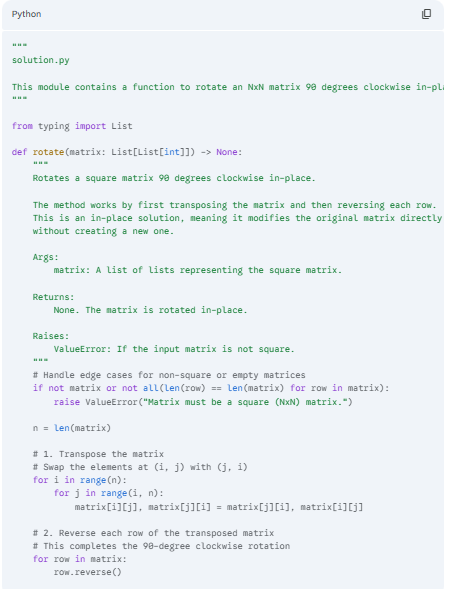 Python
"""
solution.py

This module contains a function to rotate an NxN matrix 90 degrees clockwise
"""

from typing import List

def rotate(matrix: List[List[int]]) -> None:
    """
    Rotates a square matrix 90 degrees clockwise in-place.

    The method works by first transposing the matrix and then reversing each row.
    This is an in-place solution, meaning it modifies the original matrix directly
    without creating a new one.

    Args:
        matrix: A list of lists representing the square matrix.

    Returns:
        None. The matrix is rotated in-place.

    Raises:
        ValueError: If the input matrix is not square.
    """
    # Handle edge cases for non-square or empty matrices
    if not matrix or not all(len(row) == len(matrix) for row in matrix):
        raise ValueError("Matrix must be a square (NxN) matrix.")

    n = len(matrix)

    # 1. Transpose the matrix
    # Swap the elements at (i, j) with (j, i)
    for i in range(n):
        for j in range(i, n):
            matrix[i][j], matrix[j][i] = matrix[j][i], matrix[i][j]

    # 2. Reverse each row of the transposed matrix
    # This completes the 90-degree clockwise rotation
    for row in matrix:
        row.reverse()